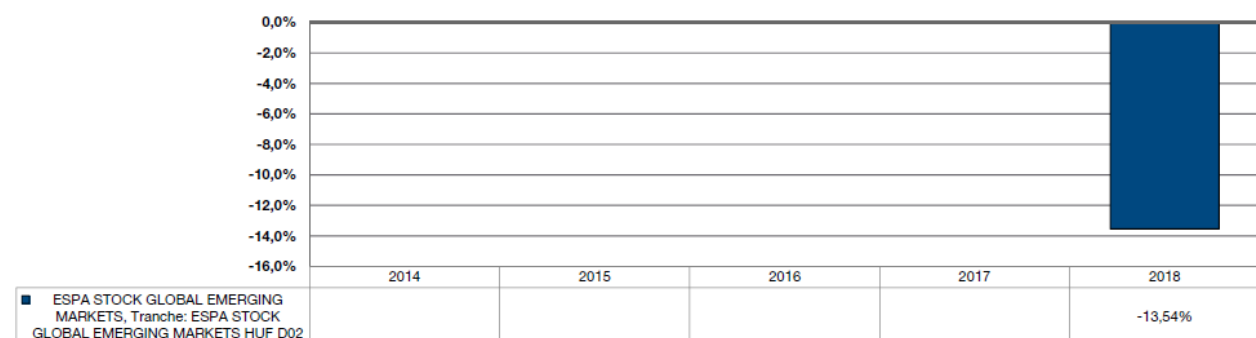 0,0%
-2,0%
-4,0%
-6,0%
-8,0%
-10,0%
-12,0%
-14,0%
-16,0%
2014 2015 2016 2017 2018
ESPA STOCK GLOBAL EMERGING
MARKETS, Tranche: ESPA STOCK
GLOBAL EMERGING MARKETS HUF D02
-13,54%